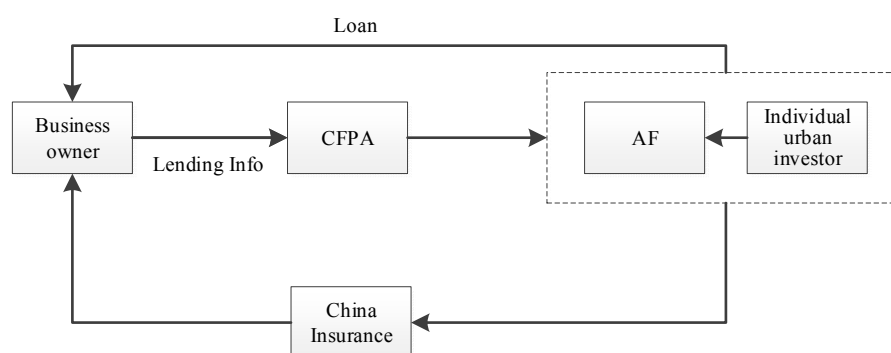 Loan
Business
owner
Lending Info
CFPA
AF
Individual
urban
investor
China
Insurance